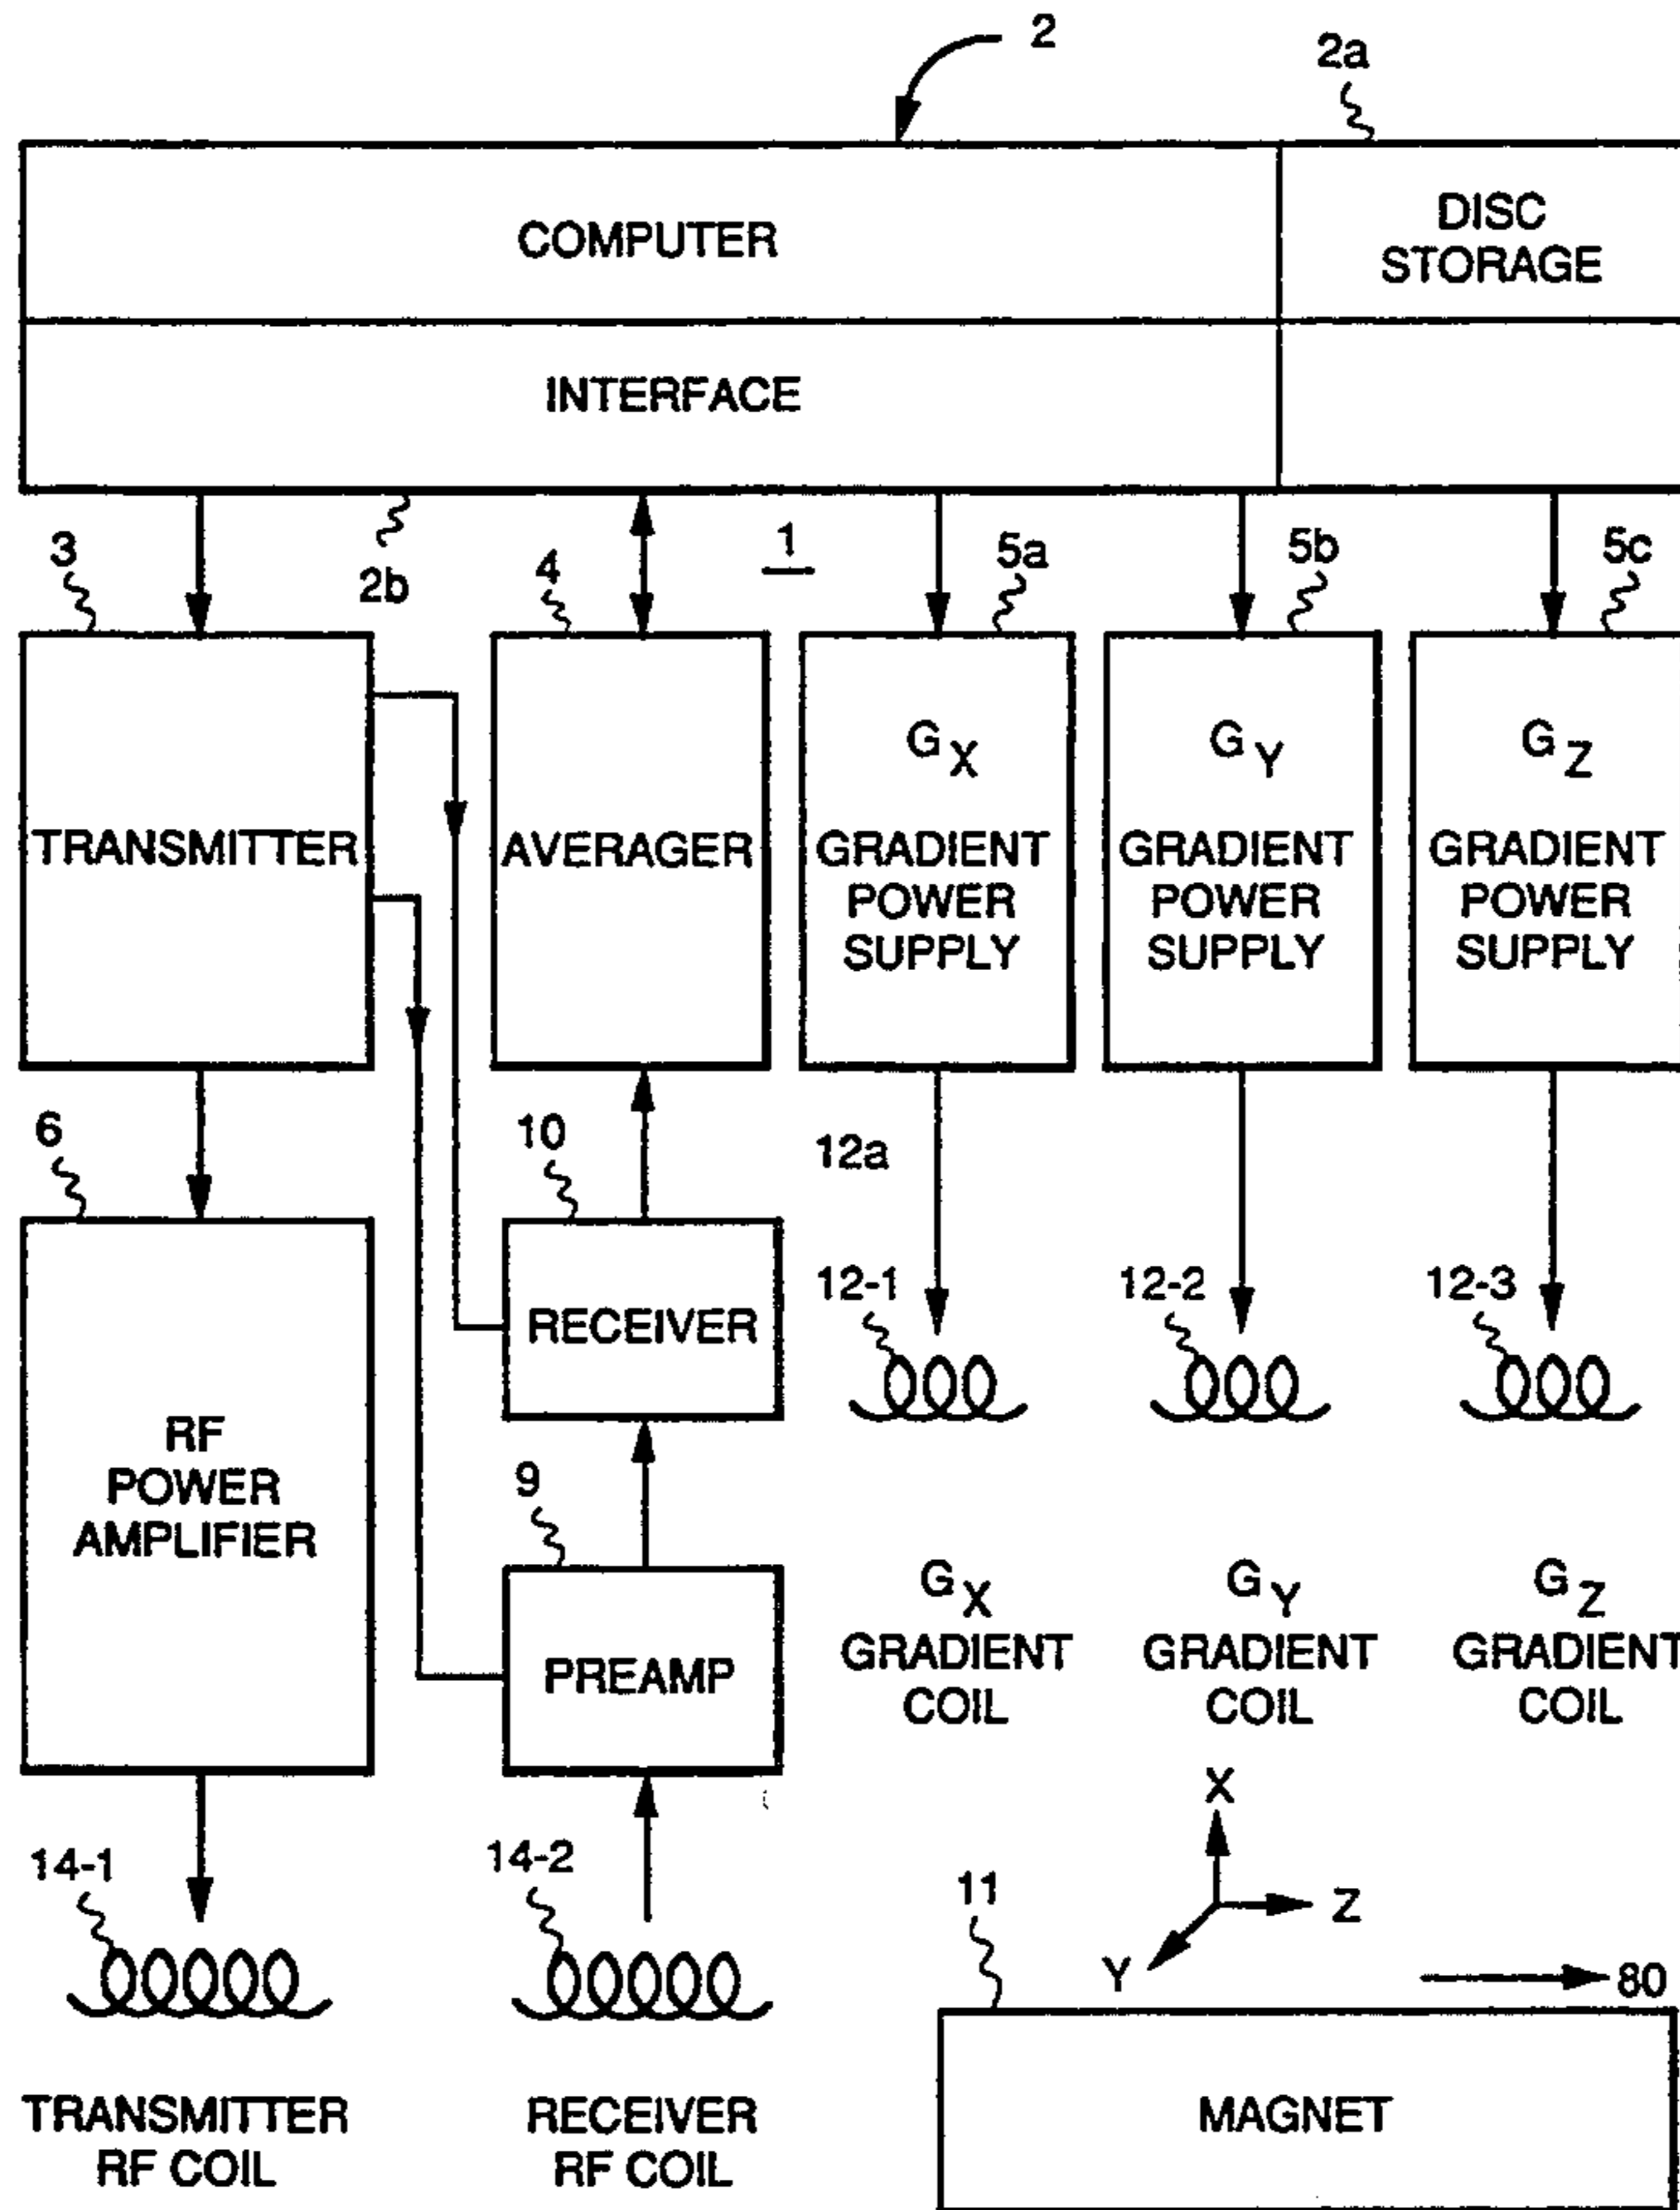 2
2a
COMPUTER
DISC
STORAGE
INTERFACE
3
2b
4
1
5a
5b
5c
TRANSMITTER
AVERAGER
GX
GRADIENT
POWER
SUPPLY
GY
GRADIENT
POWER
SUPPLY
GZ
GRADIENT
POWER
SUPPLY
6
10
12a
RF
POWER
AMPLIFIER
RECEIVER
12-1
12-2
12-3
9
PREAMP
GX
GRADIENT
COIL
GY
GRADIENT
COIL
GZ
GRADIENT
COIL
14-1
14-2
11
X
Z
Y
80
TRANSMITTER
RF COIL
RECEIVER
RF COIL
MAGNET